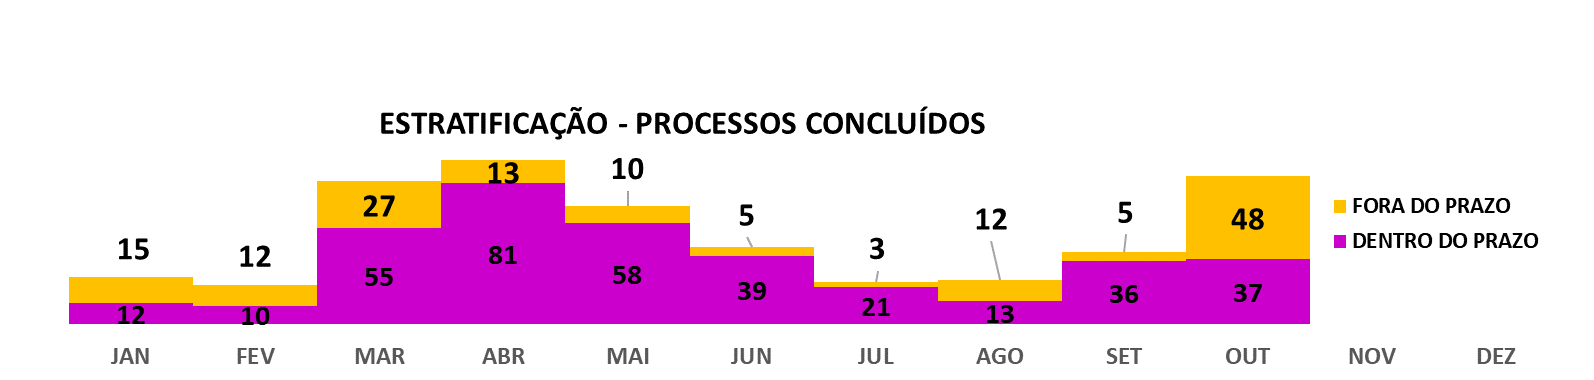 ESTRATIFICAÇÃO - PROCESSOS CONCLUÍDOS
15 12 27 13 10 5 3 12 5 48
12 10 55 81 58 39 21 13 36 37
FORA DO PRAZO
DENTRO DO PRAZO
JAN FEV MAR ABR MAI JUN JUL AGO SET OUT NOV DEZ